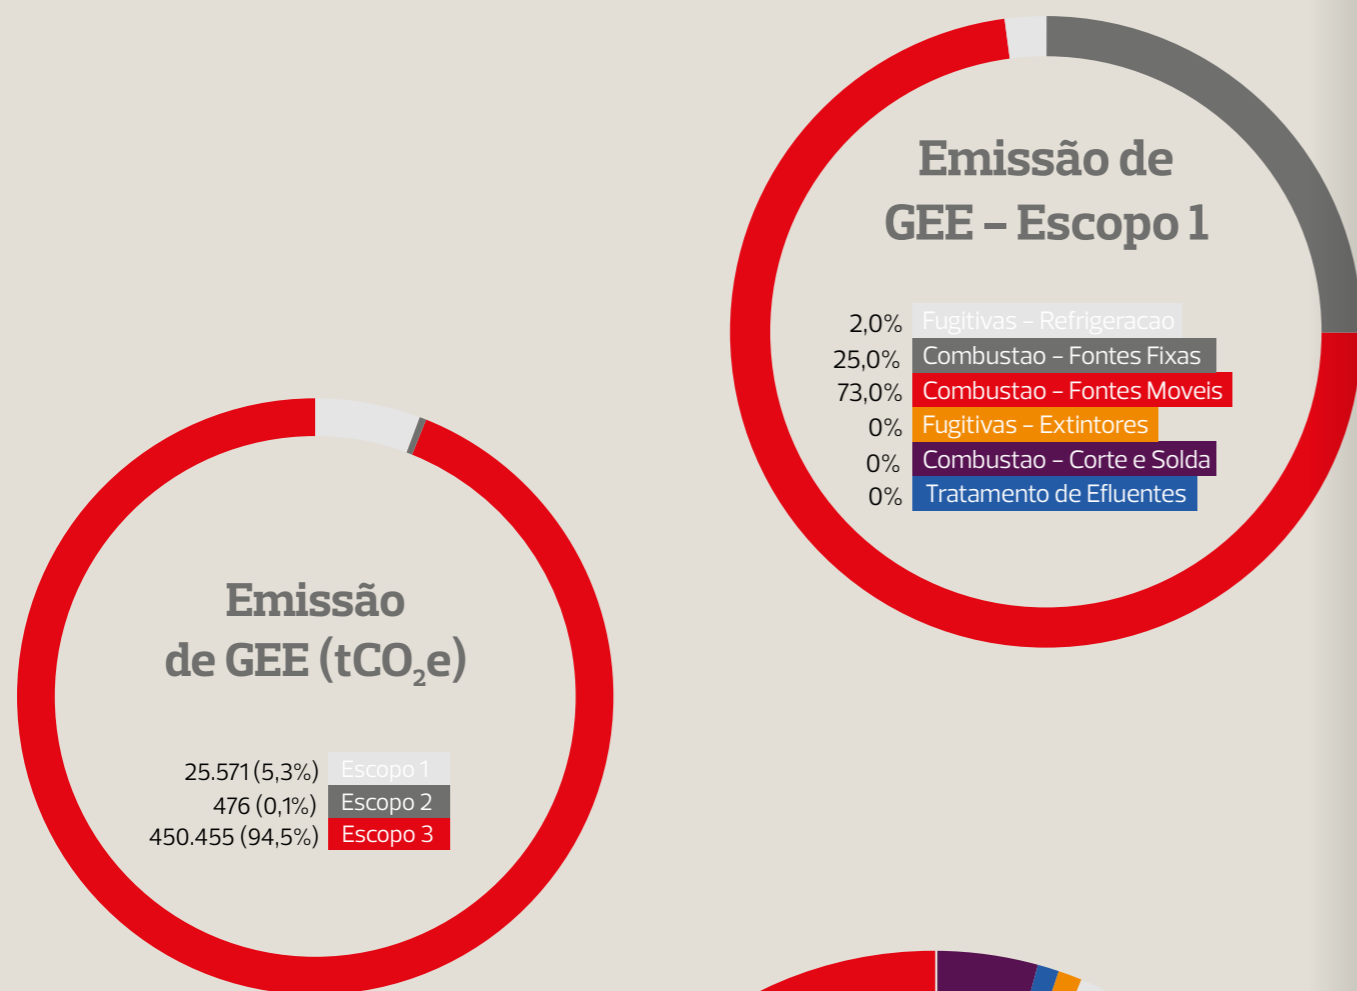 Emissão de
GEE – Escopo 1
2,0% Fugitivas – Refrigeracao
25,0% Combustao – Fontes Fixas
73,0% Combustao – Fontes Moveis
0% Fugitivas – Extintores
0% Combustao – Corte e Solda
0% Tratamento de Efluentes
Emissão
de GEE (tCO₂e)
25.571 (5,3%) Escopo 1
476 (0,1%) Escopo 2
450.455 (94,5%) Escopo 3